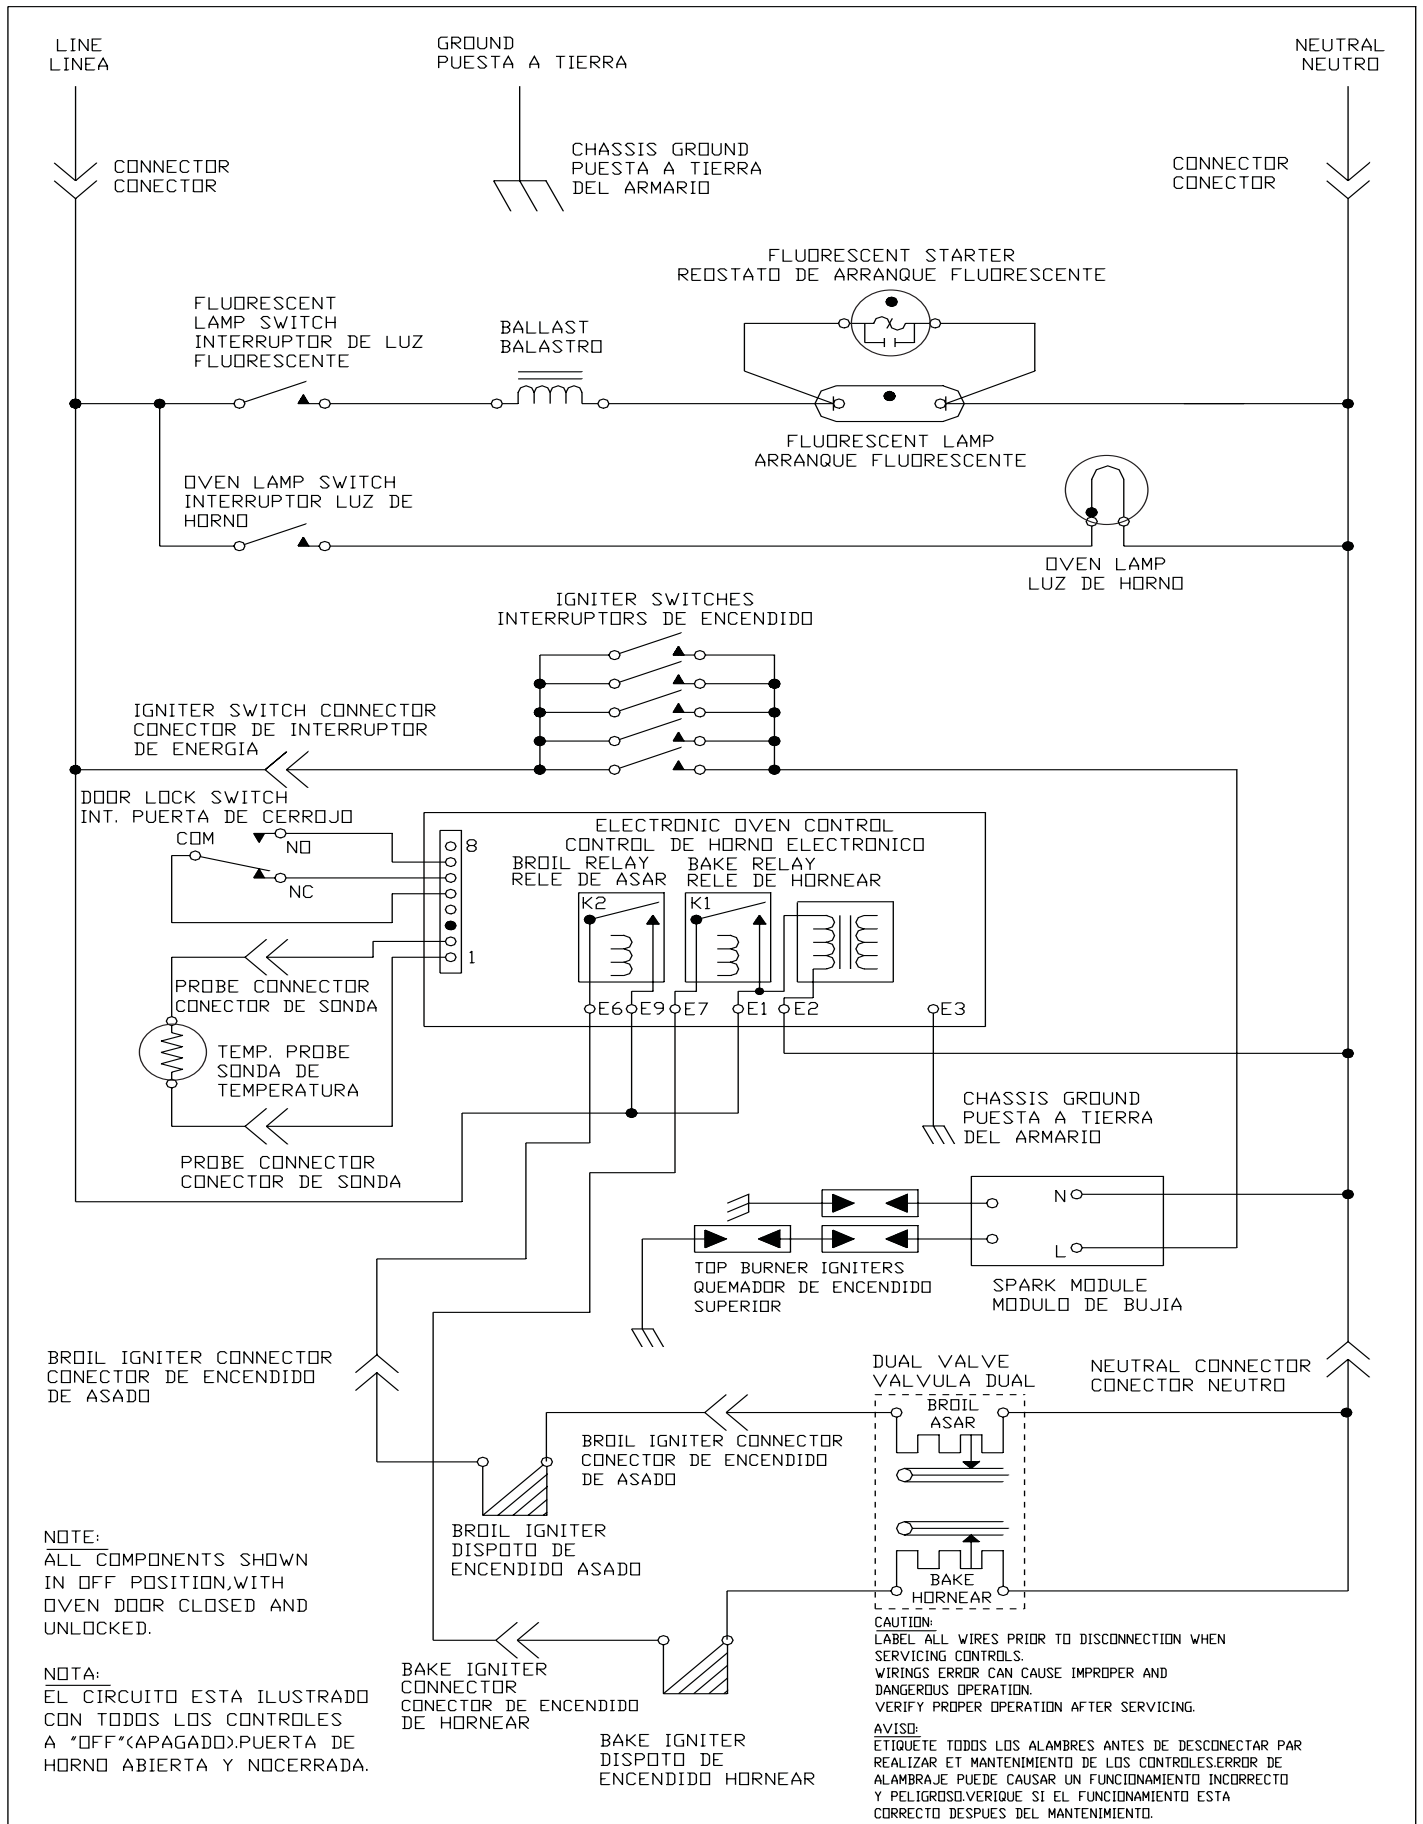 LINE
LINEA
GROUND
PUESTA A TIERRA
NEUTRAL
NEUTRO
CONNECTOR
CONECTOR
CHASSIS GROUND
PUESTA A TIERRA
DEL ARMARIO
CONNECTOR
CONECTOR
FLUORESCENT STARTER
REOSTATO DE ARRANQUE FLUORESCENTE
FLUORESCENT
LAMP SWITCH
INTERRUPTOR DE LUZ
FLUORESCENTE
BALLAST
BALASTRO
FLUORESCENT LAMP
ARRANQUE FLUORESCENTE
OVEN LAMP SWITCH
INTERRUPTOR LUZ DE
HORNO
OVEN LAMP
LUZ DE HORNO
IGNITER SWITCHES
INTERRUPTORS DE ENCENDIDO
IGNITER SWITCH CONNECTOR
CONECTOR DE INTERRUPTOR
DE ENERGIA
DOOR LOCK SWITCH
INT. PUERTA DE CERROJO
COM
NO
NC
8
1
ELECTRONIC OVEN CONTROL
CONTROL DE HORNO ELECTRONICO
BROIL RELAY
RELE DE ASAR
BAKE RELAY
RELE DE HORNEAR
K2
K1
E6
E9
E7
E1
E2
E3
PROBE CONNECTOR
CONECTOR DE SONDA
TEMP. PROBE
SONDA DE
TEMPERATURA
PROBE CONNECTOR
CONECTOR DE SONDA
CHASSIS GROUND
PUESTA A TIERRA
DEL ARMARIO
N
L
TOP BURNER IGNITERS
QUEMADOR DE ENCENDIDO
SUPERIOR
SPARK MODULE
MODULO DE BUJIA
BROIL IGNITER CONNECTOR
CONECTOR DE ENCENDIDO
DE ASADO
DUAL VALVE
VALVULA DUAL
NEUTRAL CONNECTOR
CONECTOR NEUTRO
BROIL
ASAR
BROIL IGNITER CONNECTOR
CONECTOR DE ENCENDIDO
DE ASADO
BROIL IGNITER
DISPOTO DE
ENCENDIDO ASADO
BAKE
HORNEAR
NOTE:
ALL COMPONENTS SHOWN
IN OFF POSITION,WITH
OVEN DOOR CLOSED AND
UNLOCKED.
NOTA:
EL CIRCUITO ESTA ILUSTRADO
CON TODOS LOS CONTROLES
A "OFF"(APAGADO).PUERTA DE
HORNO ABIERTA Y NOCERRADA.
BAKE IGNITER
CONNECTOR
CONECTOR DE ENCENDIDO
DE HORNEAR
BAKE IGNITER
DISPOTO DE
ENCENDIDO HORNEAR
CAUTION:
LABEL ALL WIRES PRIOR TO DISCONNECTION WHEN
SERVICING CONTROLS.
WIRINGS ERROR CAN CAUSE IMPROPER AND
DANGEROUS OPERATION.
VERIFY PROPER OPERATION AFTER SERVICING.
AVISO:
ETIQUETE TODOS LOS ALAMBRES ANTES DE DESCONECTAR PAR
REALIZAR ET MANTENIMIENTO DE LOS CONTROLES.ERROR DE
ALAMBRAJE PUEDE CAUSAR UN FUNCIONAMIENTO INCORRECTO
Y PELIGROSO.VERIQUE SI EL FUNCIONAMIENTO ESTA
CORRECTO DESPUES DEL MANTENIMIENTO.